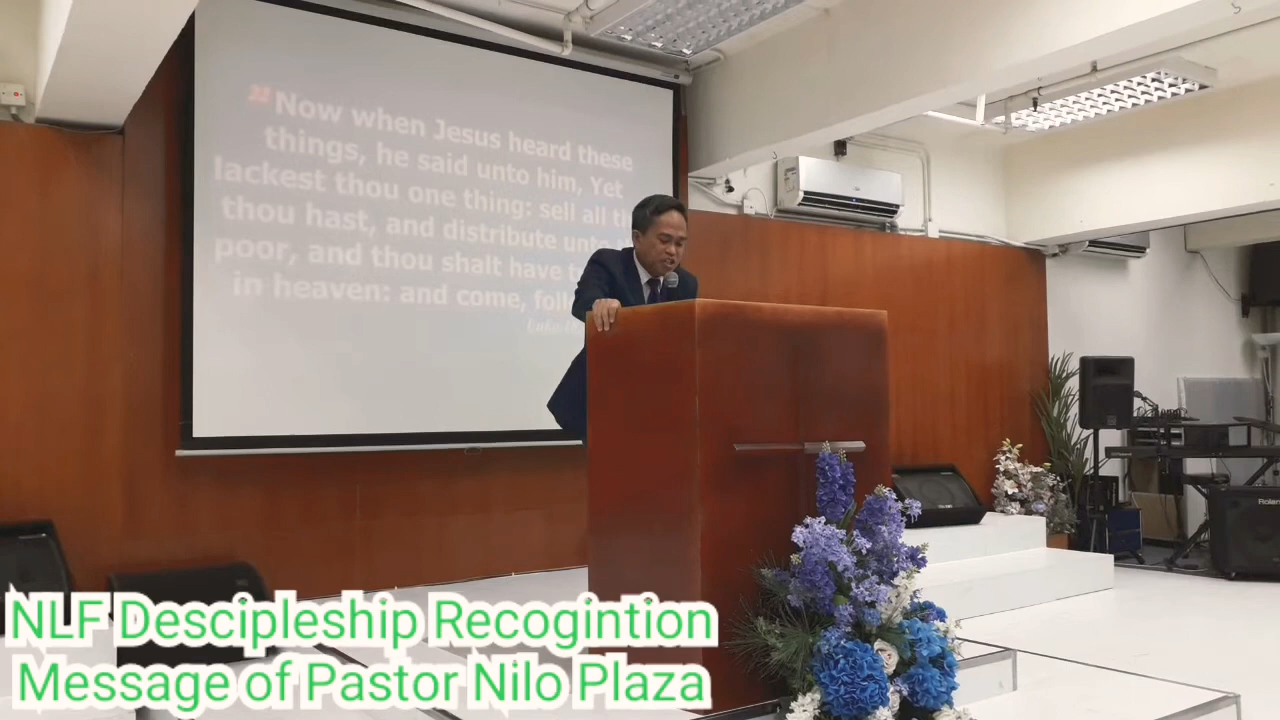 22 Now when Jesus heard these
things, he said unto him, Yet
lackest thou one thing: sell all
thou hast, and distribute unto
poor, and thou shalt have
in heaven: and come,
NLF Descipleship Recogintion
Message of Pastor Nilo Plaza